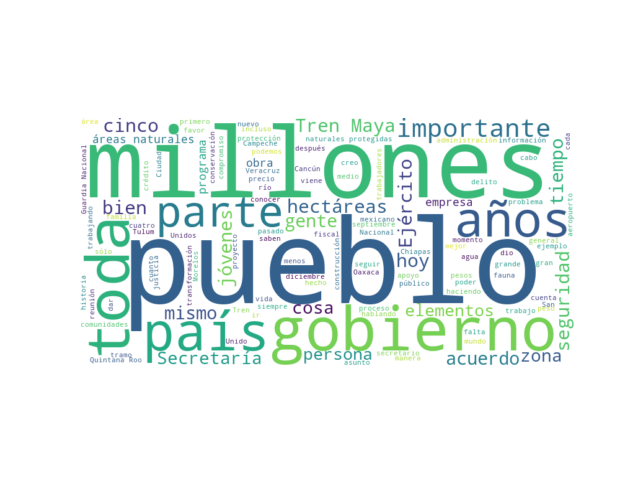 área
primero
favor
nuevo
incluso
Tren Maya
importante
administración
información
cada
cinco
áreas naturales
millones
protección
Campeche
podemos
naturales protegidas
después
creo
medio
Cancún
viene
Veracruz
precio
río
obra
programa
conservación
compromiso
Ciudad
crédito
Guardia Nacional
trabajadores
delito
cabo
problema
tiempo
aeropuerto
bien
parte
conocer
hectáreas
gente
Ejercito
empresa
años
familia
cuatro
Tulum
Unidos
pasado
saben
mexicano
septiembre
fiscal
Chiapas
momento
agua
dio
general
ejemplo
gran
fauna
trabajando
sólo
toda
pueblo
jóvenes
proyecto
Morelos
transformación
cuanto
justicia
menos
diciembre
hecho
construcción
Oaxaca
apoyo
público
hoy
pesos
poder
haciendo
cuenta
San
seguridad
historia
reunión
dar
comunidades
mismo
vida
siempre
Tren
ir
cosa
proceso
hablando
elementos
trabajo
peso
país
gobierno
falta
mundo
Unido
tramo
Quintana Roo
Secretaría
persona
asunto
secretario
manera
acuerdo
zona
mejor
grande
seguir
Nacional